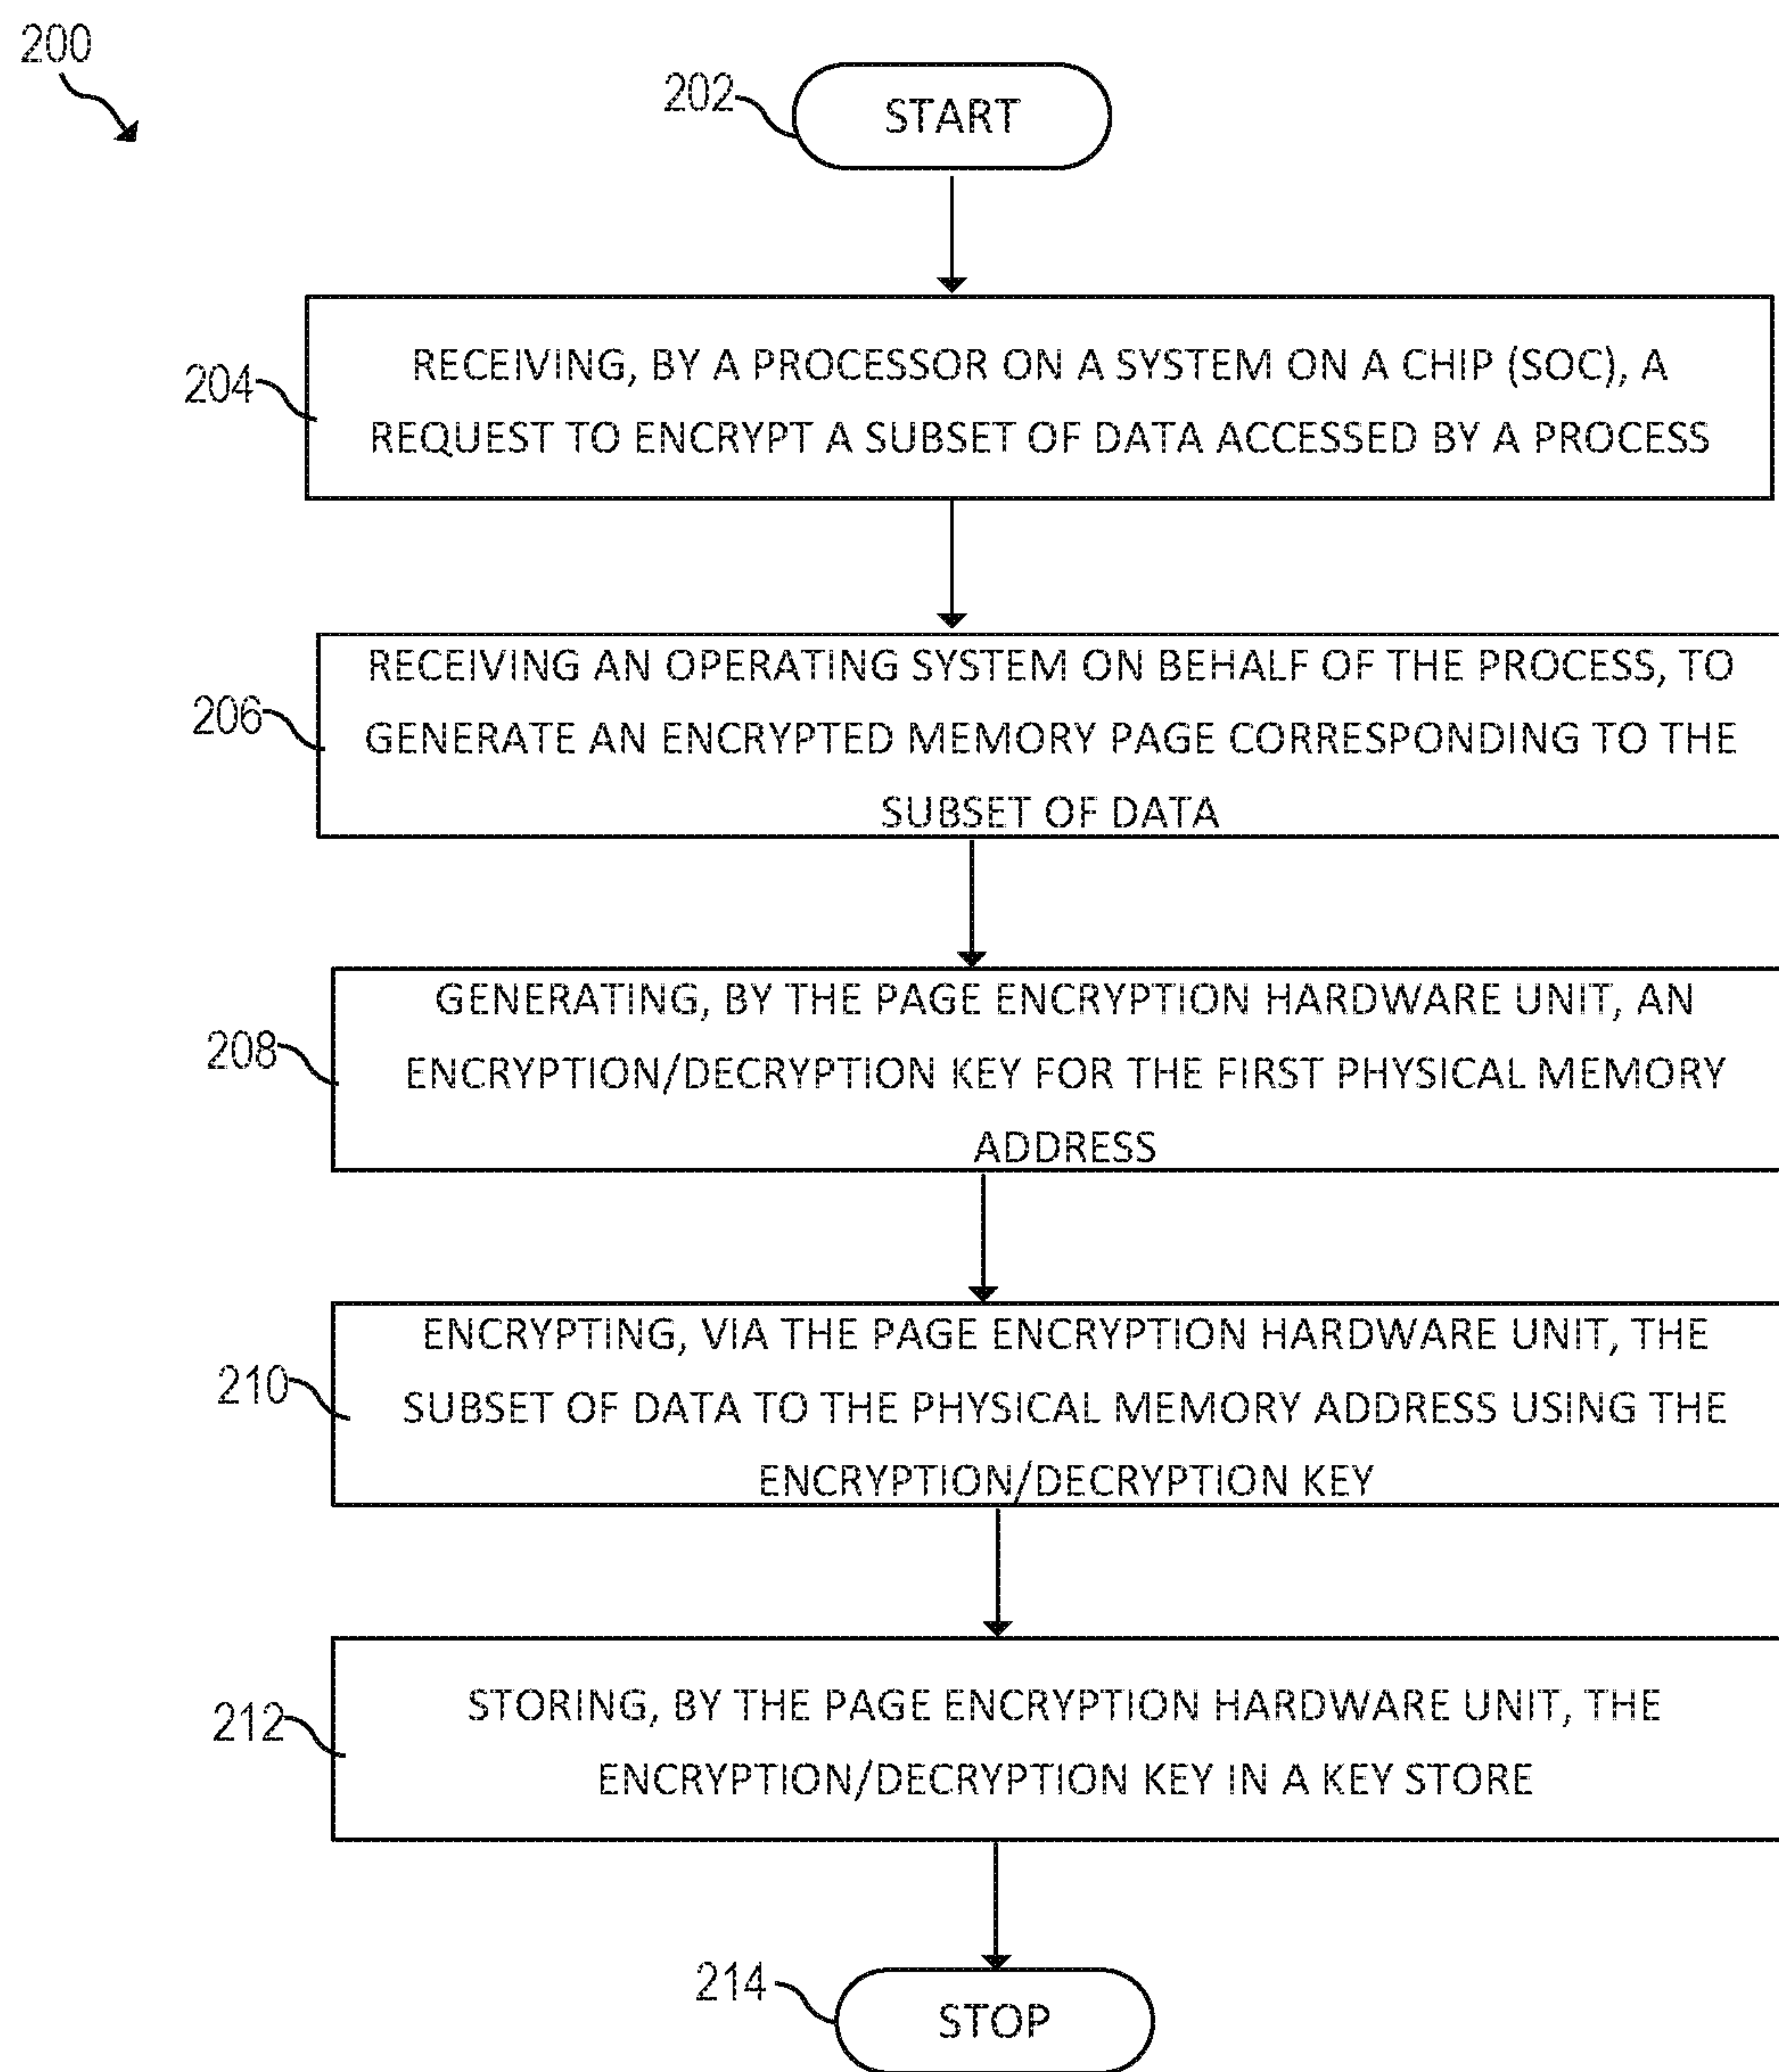 200
202
START
204
RECEIVING, BY A PROCESSOR ON A SYSTEM ON A CHIP (SOC), A
REQUEST TO ENCRYPT A SUBSET OF DATA ACCESSED BY A PROCESS
206
RECEIVING AN OPERATING SYSTEM ON BEHALF OF THE PROCESS, TO
GENERATE AN ENCRYPTED MEMORY PAGE CORRESPONDING TO THE
SUBSET OF DATA
208
GENERATING, BY THE PAGE ENCRYPTION HARDWARE UNIT, AN
ENCRYPTION/DECRYPTION KEY FOR THE FIRST PHYSICAL MEMORY
ADDRESS
210
ENCRYPTING, VIA THE PAGE ENCRYPTION HARDWARE UNIT, THE
SUBSET OF DATA TO THE PHYSICAL MEMORY ADDRESS USING THE
ENCRYPTION/DECRYPTION KEY
212
STORING, BY THE PAGE ENCRYPTION HARDWARE UNIT, THE
ENCRYPTION/DECRYPTION KEY IN A KEY STORE
214
STOP